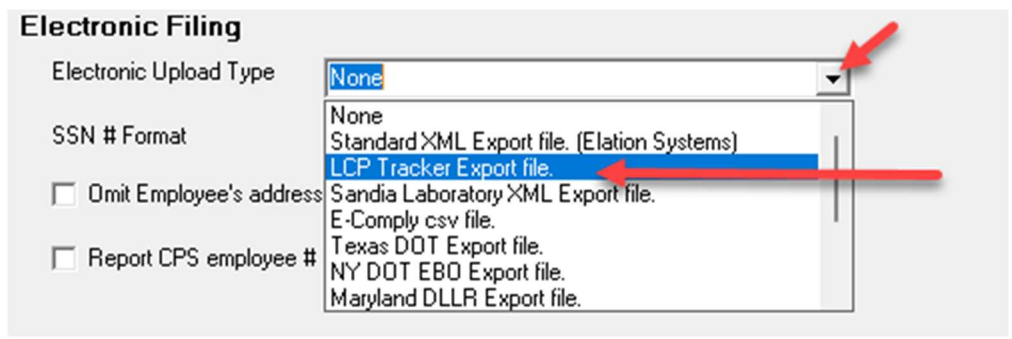 Electronic Filing
Electronic Upload Type
None
SSN # Format
None
Standard XML Export file. (Elation Systems)
LCP Tracker Export file.
Omit Employee's address
Sandia Laboratory XML Export file.
E-Comply csv file.
Report CPS employee #
Texas DOT Export file.
NY DOT EBO Export file.
Maryland DLLR Export file.